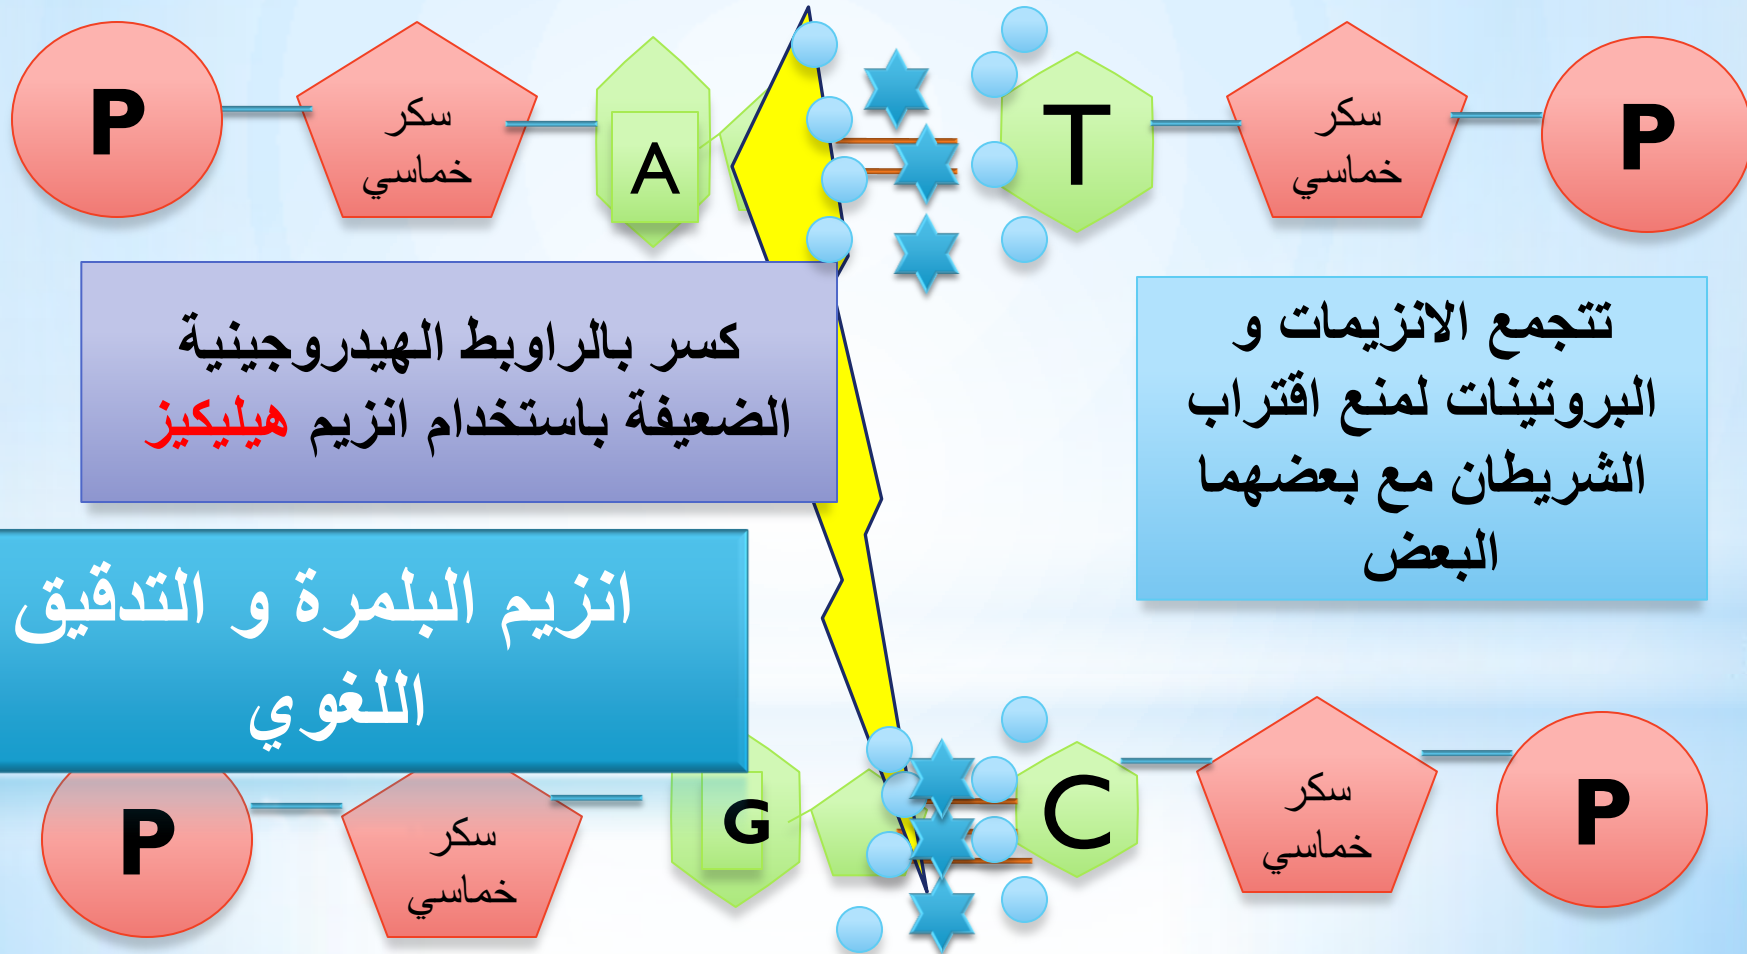 P
سكر
خماسي
A
T
سكر
خماسي
P
كسر بالراوبط الهيدروجينية
الضعيفة باستخدام انزيم هيليكيز
تتجمع الانزيمات و
البروتينات لمنع اقتراب
الشريطان مع بعضهما
البعض
انزيم البلمرة و التدقيق
اللغوي
P
سكر
خماسي
G
C
سكر
خماسي
P